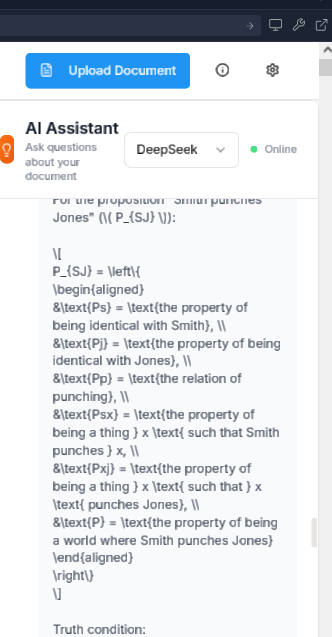 Upload Document
AI Assistant
Ask questions
about your
document
DeepSeek
Online
For the proposition "Smith punches
Jones" (\( P_{SJ} \)):
\[
P_{SJ} = \left\{
\begin{aligned}
&\text{Ps} = \text{the property of
being identical with Smith}, \\
&\text{Pj} = \text{the property of being
identical with Jones}, \\
&\text{Pp} = \text{the relation of
punching}, \\
&\text{Psx} = \text{the property of
being a thing } x \text{ such that Smith
punches } x, \\
&\text{Pxj} = \text{the property of
being a thing } x \text{ such that } x
\text{ punches Jones}, \\
&\text{P} = \text{the property of being
a world where Smith punches Jones}
\end{aligned}
\right\}
\]
Truth condition: